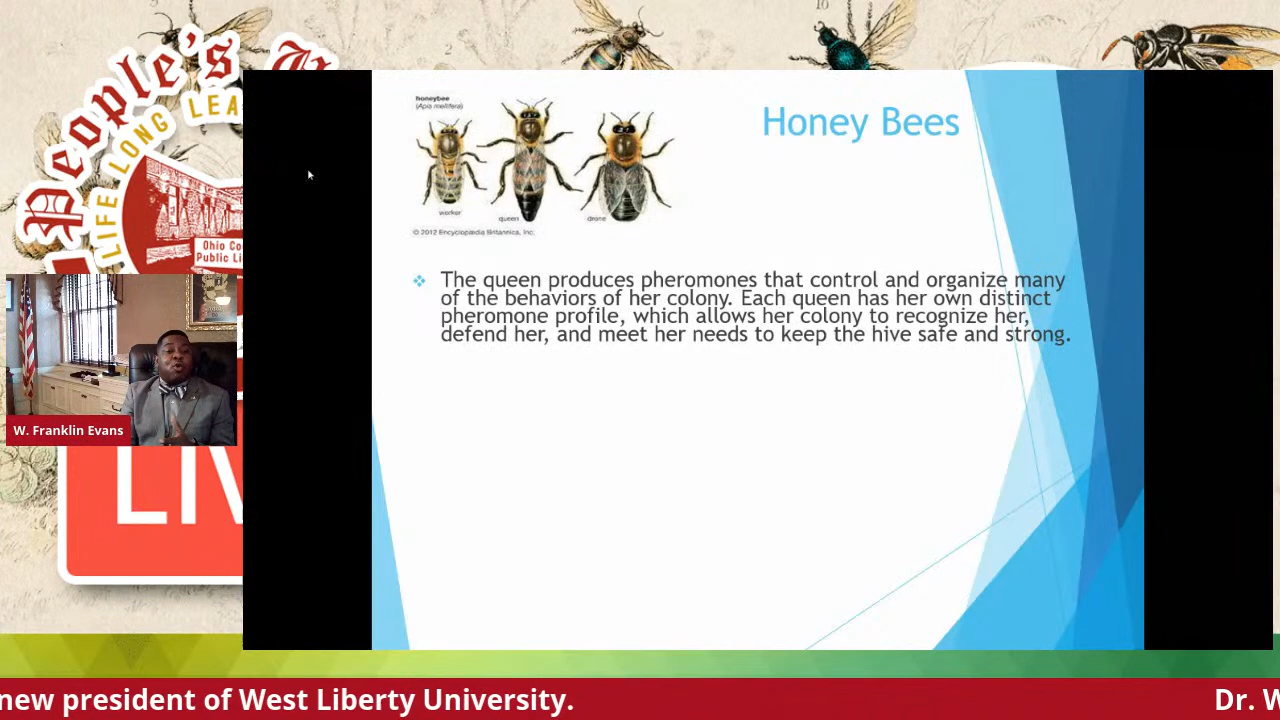 10
2
People's U
LIFE LONG LEA
Ohio Co
Public Li
LIV
honeybee
(Apis mellifera)
worker
queen
drone
© 2012 Encyclopædia Britannica, Inc.
Honey Bees
The queen produces pheromones that control and organize many
of the behaviors of her colony. Each queen has her own distinct
pheromone profile, which allows her colony to recognize her,
defend her, and meet her needs to keep the hive safe and strong.
W. Franklin Evans
new president of West Liberty University.
Dr. W